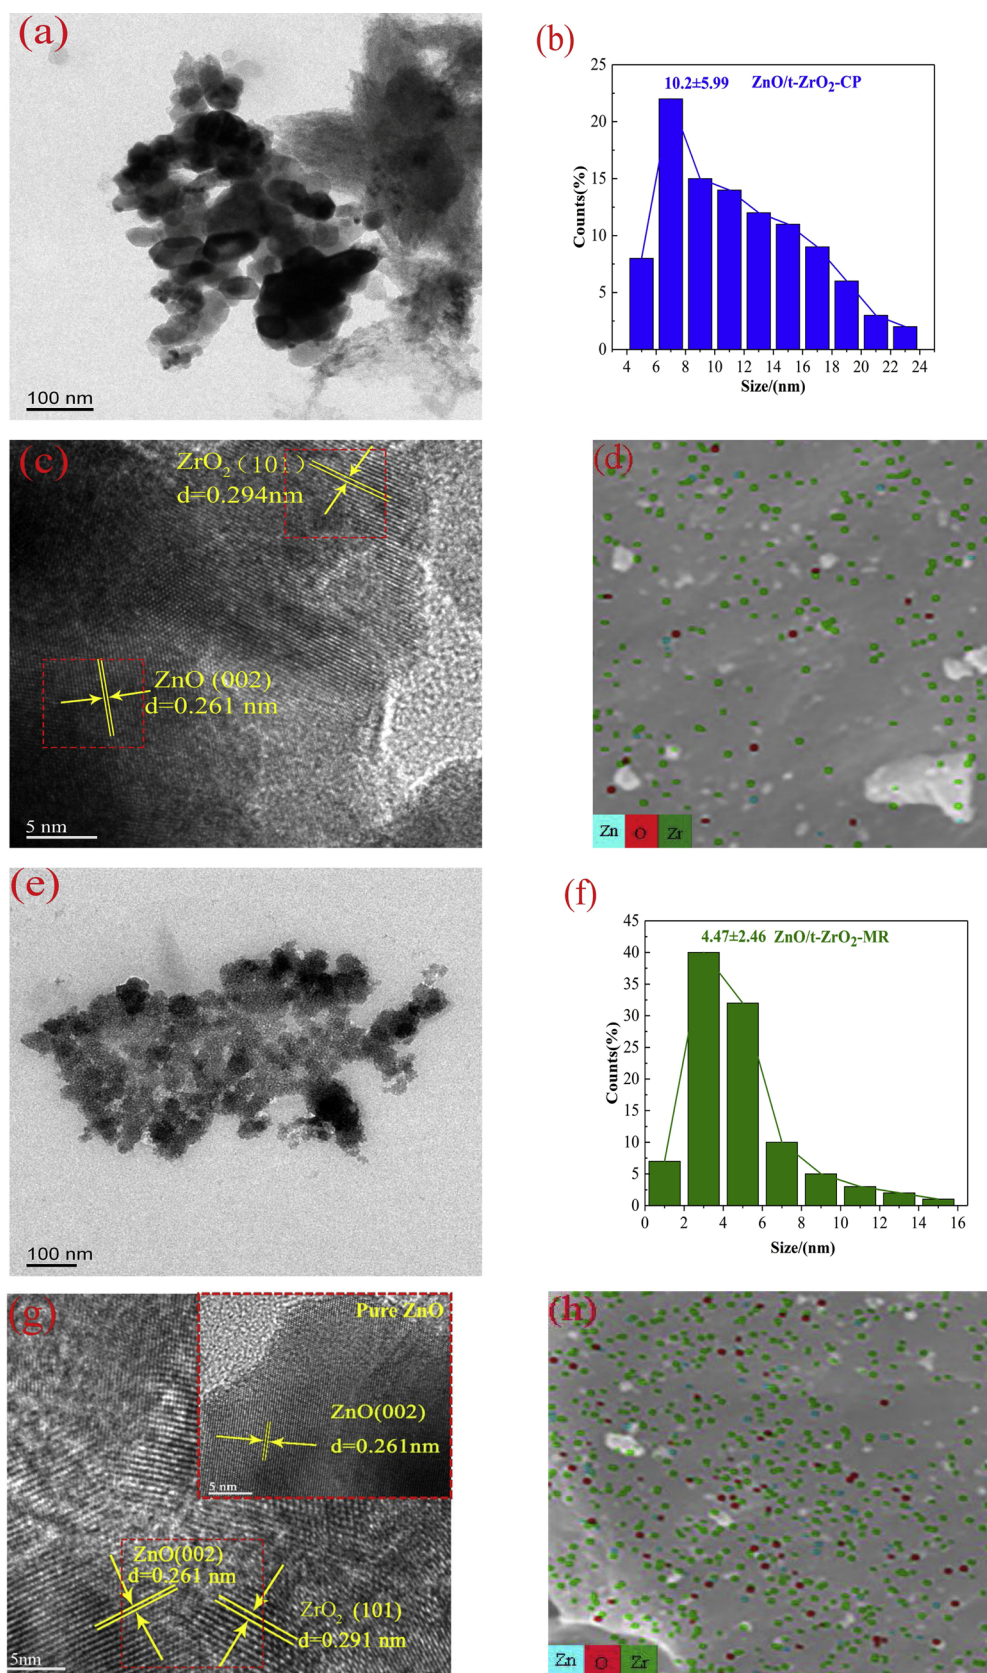 (a)
100 nm
(b)
10.2±5.99 ZnO/t-ZrO2-CP
Counts(%)
25
20
15
10
5
0
4 6 8 10 12 14 16 18 20 22 24
Size/(nm)
(c)
ZrO2 (101)
d=0.294nm
ZnO (002)
d=0.261 nm
5 nm
(d)
Zn O Zr
(e)
100 nm
(f)
4.47±2.46 ZnO/t-ZrO2-MR
Counts(%)
45
40
35
30
25
20
15
10
5
0
0 2 4 6 8 10 12 14 16
Size/(nm)
(g)
Pure ZnO
ZnO(002)
d=0.261nm
5 nm
ZnO(002)
d=0.261 nm
ZrO2 (101)
d=0.291 nm
5nm
(h)
Zn O Zr